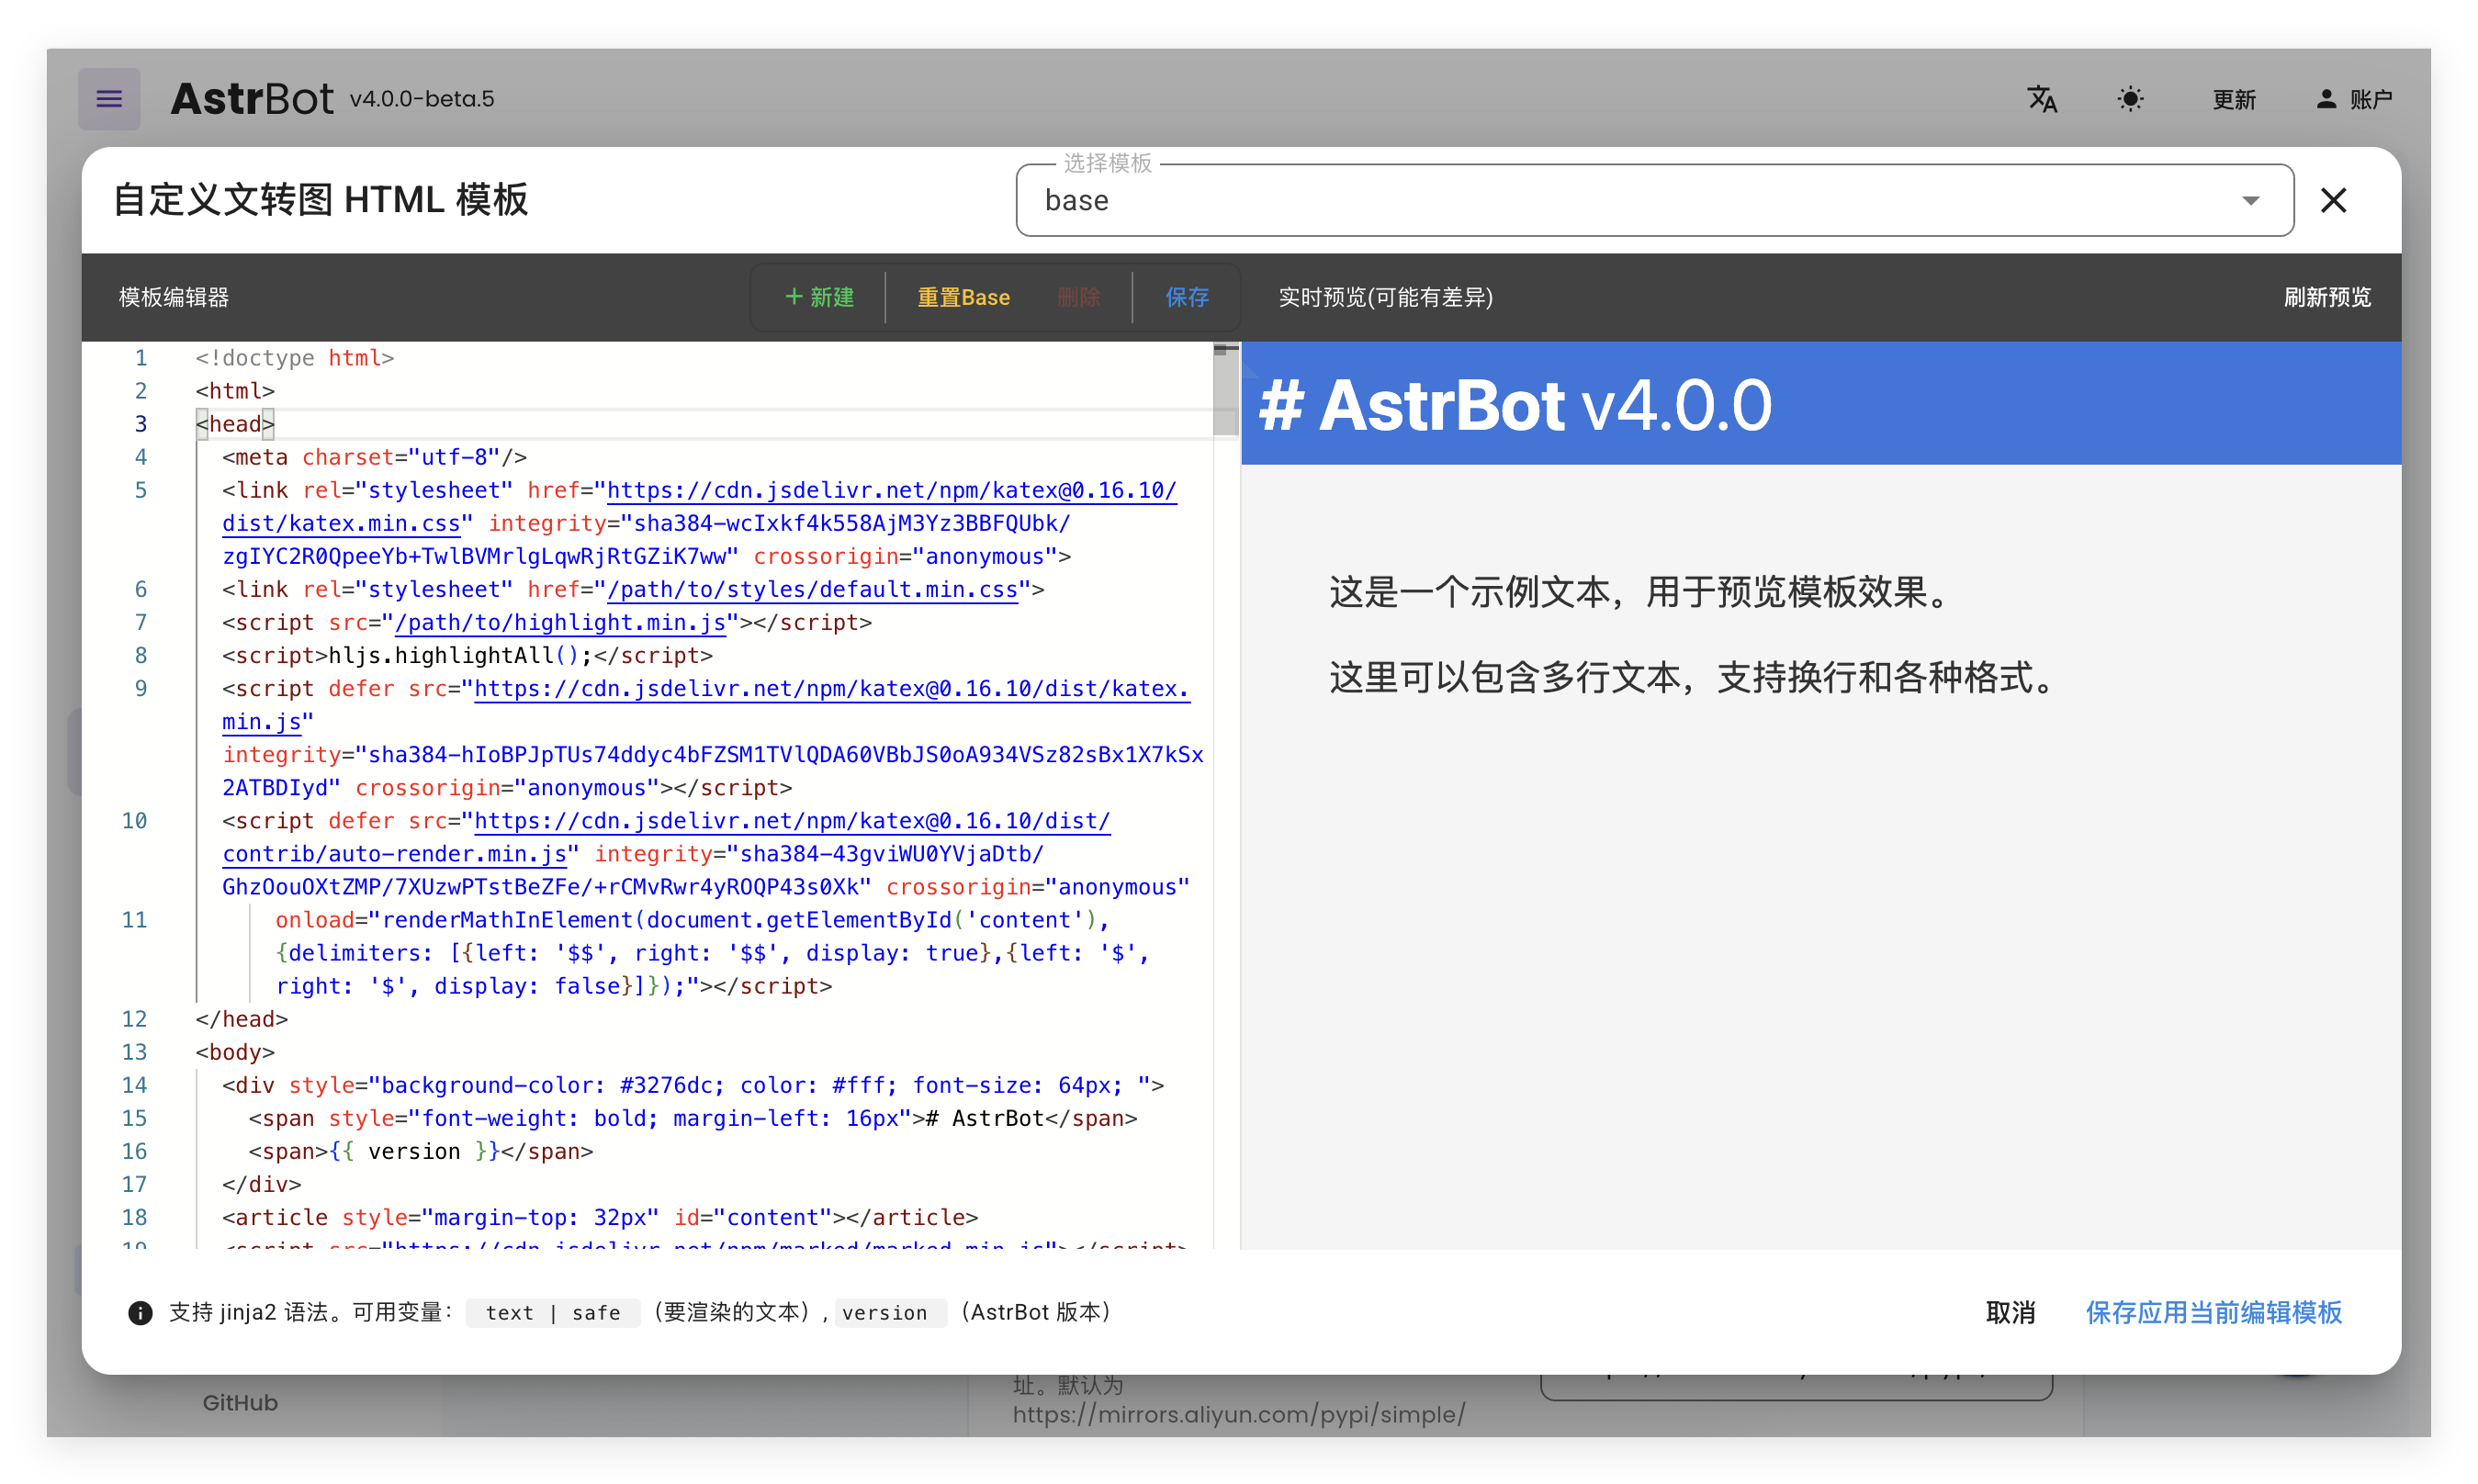 AstrBot v4.0.0-beta.5
更新
账户
自定义文转图 HTML 模板
选择模板
base
模板编辑器
+ 新建
重置Base
删除
保存
实时预览(可能有差异)
刷新预览
1 <!doctype html>
2 <html>
3 <head>
4 <meta charset="utf-8"/>
5 <link rel="stylesheet" href="https://cdn.jsdelivr.net/npm/katex@0.16.10/
dist/katex.min.css" integrity="sha384-wcIxkf4k558AjM3Yz3BBFQUbk/
zgIYC2R0QpeeYb+TwlBVMrlgLqwRjRtGZiK7ww" crossorigin="anonymous">
6 <link rel="stylesheet" href="/path/to/styles/default.min.css">
7 <script src="/path/to/highlight.min.js"></script>
8 <script>hljs.highlightAll();</script>
9 <script defer src="https://cdn.jsdelivr.net/npm/katex@0.16.10/dist/katex.
min.js"
integrity="sha384-hIoBPJpTUs74ddyc4bFZSM1TVlQDA60VBbJS0oA934VSz82sBx1X7kSx
2ATBDIyd" crossorigin="anonymous"></script>
10 <script defer src="https://cdn.jsdelivr.net/npm/katex@0.16.10/dist/
contrib/auto-render.min.js" integrity="sha384-43gviWU0YVjaDtb/
GhzOouOXtZMP/7XUzwPTstBeZFe/+rCMvRwr4yROQP43s0Xk" crossorigin="anonymous"
11 onload="renderMathInElement(document.getElementById('content'),
{delimiters: [{left: '$$', right: '$$', display: true},{left: '$',
right: '$', display: false}]});"></script>
12 </head>
13 <body>
14 <div style="background-color: #3276dc; color: #fff; font-size: 64px; ">
15 <span style="font-weight: bold; margin-left: 16px"># AstrBot</span>
16 <span>{{ version }}</span>
17 </div>
18 <article style="margin-top: 32px" id="content"></article>
19 <script src="https://cdn.jsdelivr.net/npm/marked/marked.min.js"></script>
# AstrBot v4.0.0
这是一个示例文本，用于预览模板效果。
这里可以包含多行文本，支持换行和各种格式。
支持 jinja2 语法。可用变量： text | safe （要渲染的文本）, version （AstrBot 版本）
取消
保存应用当前编辑模板
GitHub
址。默认为
https://mirrors.aliyun.com/pypi/simple/